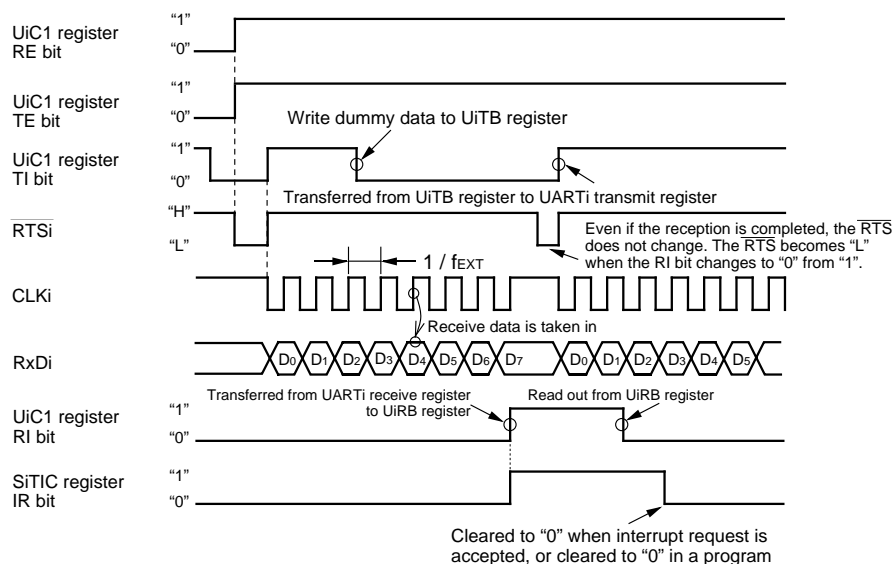 UiC1 register
RE bit
“1”
“0”
UiC1 register
TE bit
“1”
“0”
Write dummy data to UiTB register
UiC1 register
TI bit
“1”
“0”
Transferred from UiTB register to UARTi transmit register
RTSi
“H”
“L”
Even if the reception is completed, the RTS
does not change. The RTS becomes “L”
when the RI bit changes to “0” from “1”.
1 / fEXT
CLKi
Receive data is taken in
RxDi
D0 D1 D2 D3 D4 D5 D6 D7 D0 D1 D2 D3 D4 D5
Transferred from UARTi receive register
to UiRB register
Read out from UiRB register
UiC1 register
RI bit
“1”
“0”
SiTIC register
IR bit
“1”
“0”
Cleared to “0” when interrupt request is
accepted, or cleared to “0” in a program